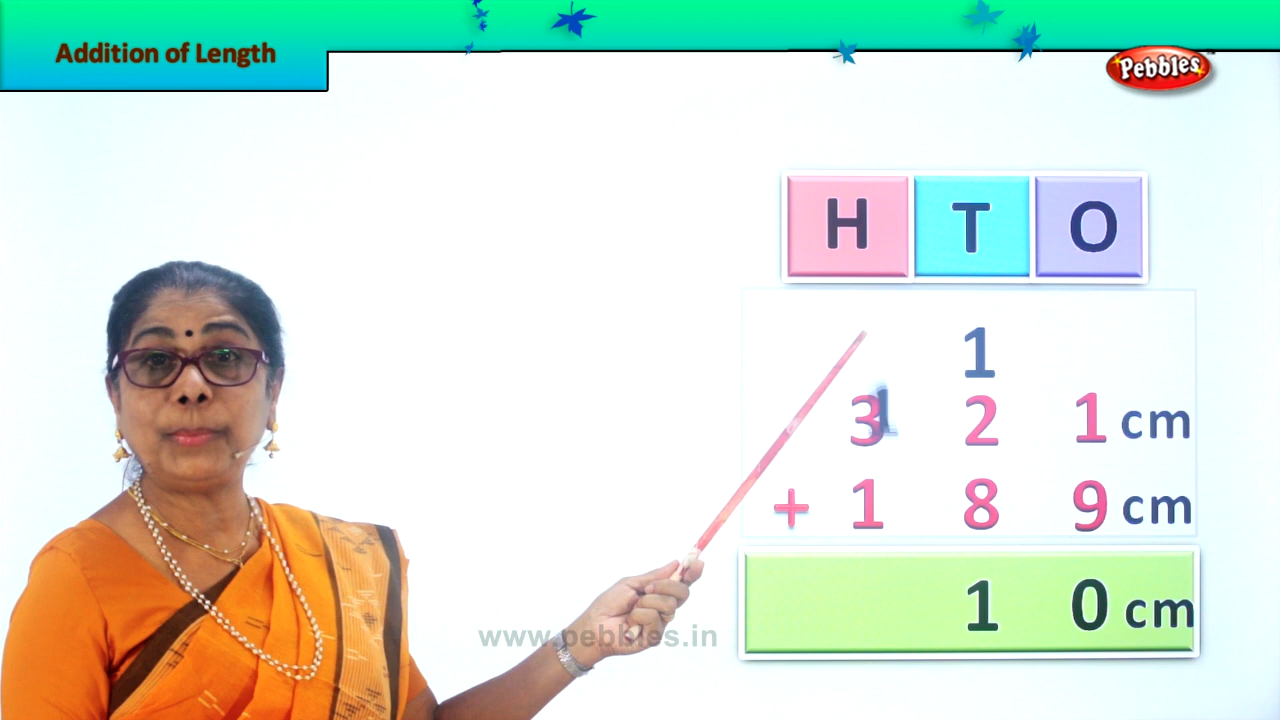 Addition of Length
Pebbles
H T O
1
3 1 2 1 cm
+ 1 8 9 cm
1 0 cm
www.pebbles.in